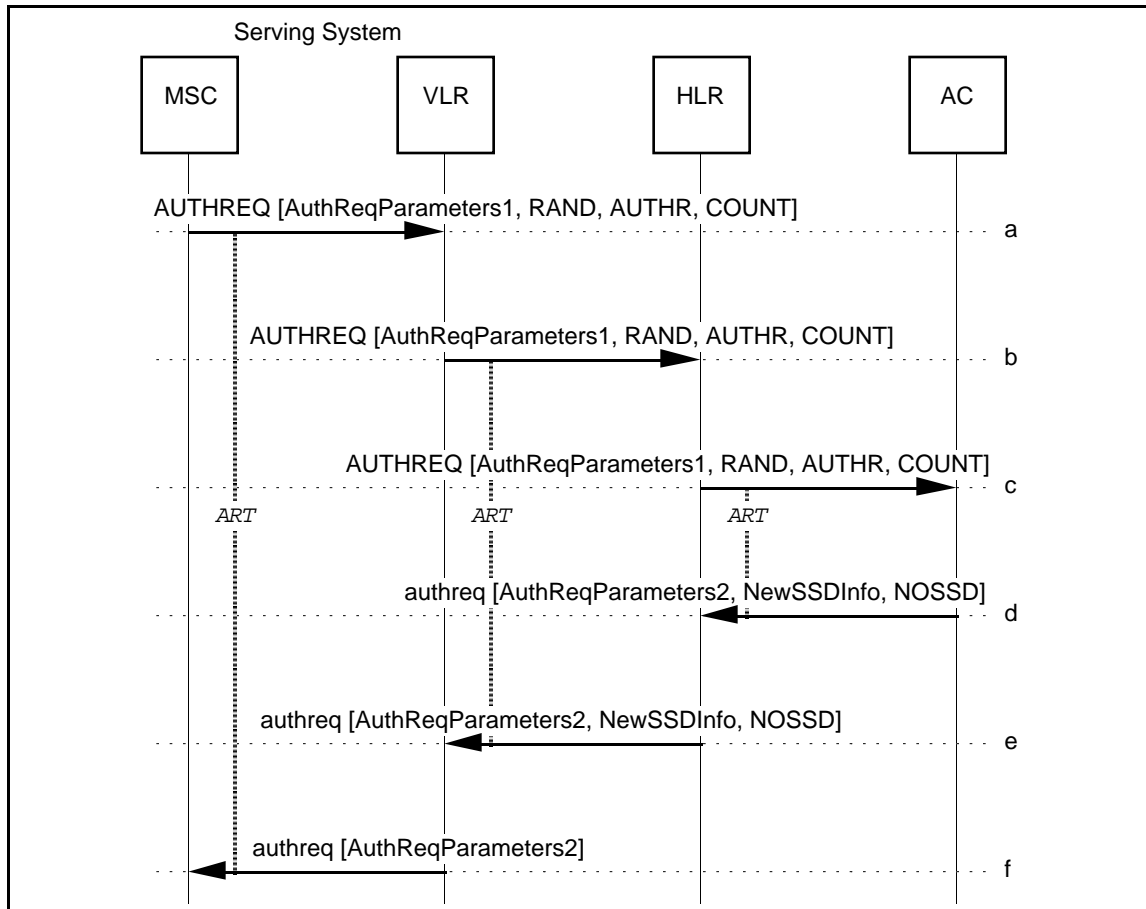 Serving System
MSC
VLR
HLR
AC
AUTHREQ [AuthReqParameters1, RAND, AUTHR, COUNT]
a
AUTHREQ [AuthReqParameters1, RAND, AUTHR, COUNT]
b
AUTHREQ [AuthReqParameters1, RAND, AUTHR, COUNT]
c
ART
ART
ART
authreq [AuthReqParameters2, NewSSDInfo, NOSSD]
d
authreq [AuthReqParameters2, NewSSDInfo, NOSSD]
e
authreq [AuthReqParameters2]
f